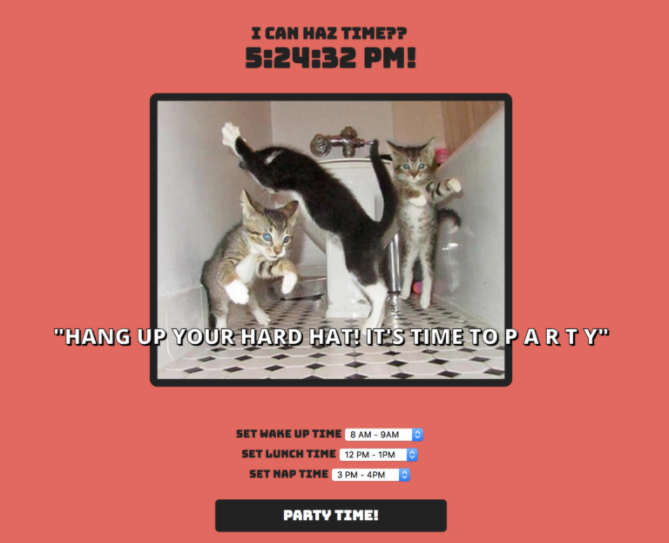 I CAN HAZ TIME??
5:24:32 PM!
"HANG UP YOUR HARD HAT! IT'S TIME TO P A R T Y"
SET WAKE UP TIME 8 AM - 9AM
SET LUNCH TIME 12 PM - 1PM
SET NAP TIME 3 PM - 4PM
PARTY TIME!